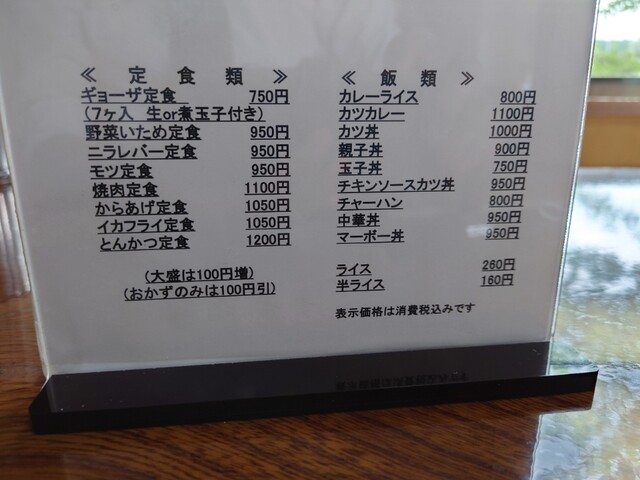 ≪ 定 食 類 ≫
ギョーザ定食 750円
(7ヶ入 生or煮玉子付き)
野菜いため定食 950円
ニラレバー定食 950円
モツ定食 950円
焼肉定食 1100円
からあげ定食 1050円
イカフライ定食 1050円
とんかつ定食 1200円
(大盛は100円増)
(おかずのみは100円引)
≪ 飯 類 ≫
カレーライス 800円
カツカレー 1100円
カツ丼 1000円
親子丼 900円
玉子丼 750円
チキンソースカツ丼 950円
チャーハン 800円
中華丼 950円
マーボー丼 950円
ライス 260円
半ライス 160円
表示価格は消費税込みです